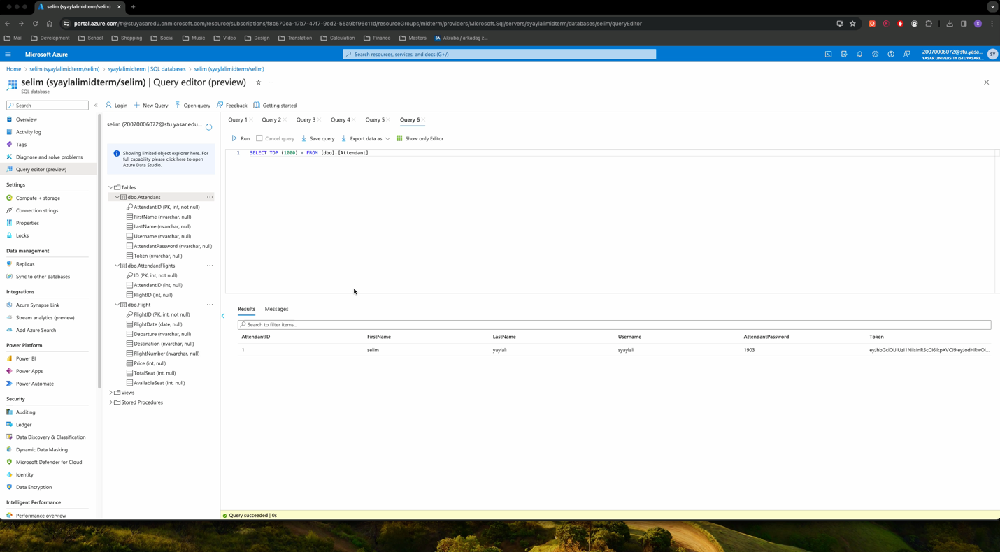 selim (syaylalimidterm/selim)
portal.azure.com/#@stuyasaredu.onmicrosoft.com/resource/subscriptions/f8c570ca-17b7-47f7-9cd2-55a9bf96c11d/resourceGroups/midterm/providers/Microsoft.Sql/servers/syaylalimidterm/databases/selim/queryEditor
S
Mail Development School Shopping Social Music Video Design Translation Calculation Finance Masters SA Akraba / arkadaş z...
Microsoft Azure
Search resources, services, and docs (G+/)
20070006072@stu.yasa...
YASAR UNIVERSITY (STUYASARE...
SY
Home > selim (syaylalimidterm/selim) > syaylalimidterm | SQL databases > selim (syaylalimidterm/selim)
selim (syaylalimidterm/selim) | Query editor (preview)
SQL database
Search
Login New Query Open query Feedback Getting started
Overview
Activity log
Tags
Diagnose and solve problems
Query editor (preview)
Settings
Compute + storage
Connection strings
Properties
Locks
Data management
Replicas
Sync to other databases
Integrations
Azure Synapse Link
Stream analytics (preview)
Add Azure Search
Power Platform
Power BI
Power Apps
Power Automate
Security
Auditing
Ledger
Data Discovery & Classification
Dynamic Data Masking
Microsoft Defender for Cloud
Identity
Data Encryption
Intelligent Performance
Performance overview
selim (20070006072@stu.yasar.edu...
Showing limited object explorer here. For
full capability please click here to open
Azure Data Studio.
Tables
dbo.Attendant
AttendantID (PK, int, not null)
FirstName (nvarchar, null)
LastName (nvarchar, null)
Username (nvarchar, null)
AttendantPassword (nvarchar, null)
Token (nvarchar, null)
dbo.AttendantFlights
ID (PK, int, not null)
AttendantID (int, null)
FlightID (int, null)
dbo.Flight
FlightID (PK, int, not null)
FlightDate (date, null)
Departure (nvarchar, null)
Destination (nvarchar, null)
FlightNumber (nvarchar, null)
Price (int, null)
TotalSeat (int, null)
AvailableSeat (int, null)
Views
Stored Procedures
Query 1 Query 2 Query 3 Query 4 Query 5 Query 6
Run Cancel query Save query Export data as Show only Editor
1 SELECT TOP (1000) * FROM [dbo].[Attendant]
Results Messages
Search to filter items...
AttendantID FirstName LastName Username AttendantPassword Token
1 selim yaylalı syaylali 1903
Query succeeded | 0s